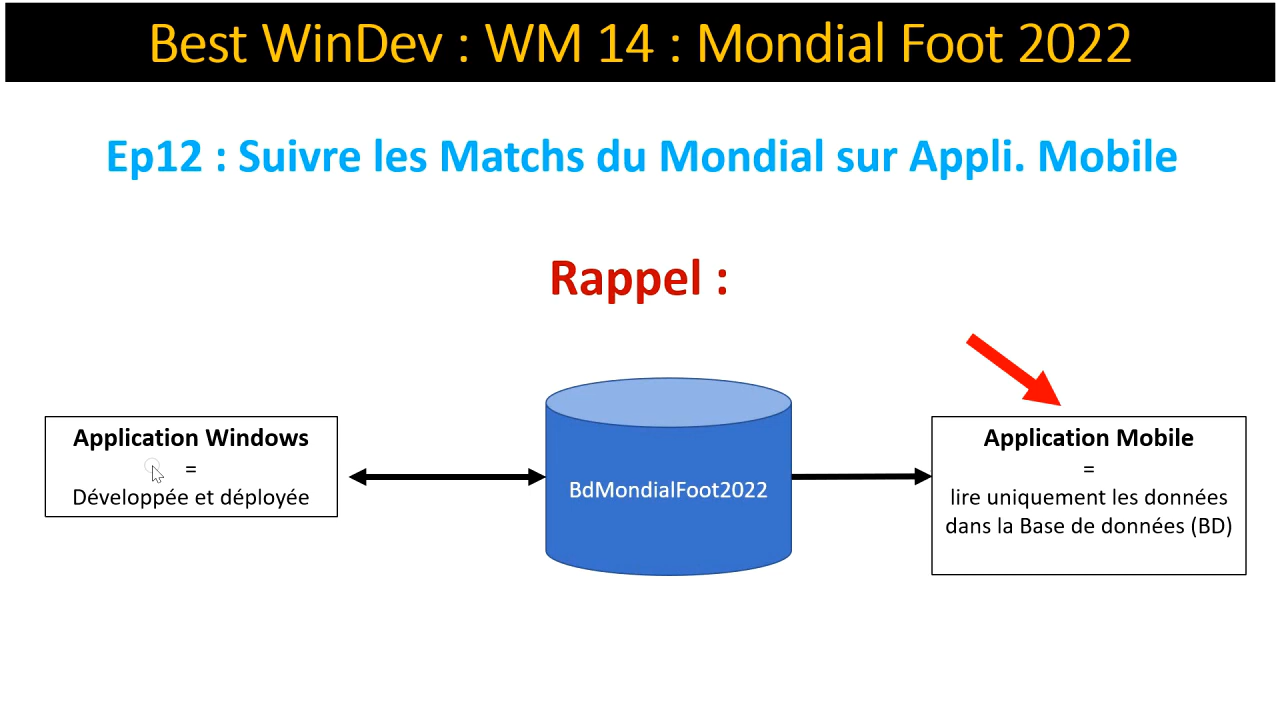 Best WinDev : WM 14 : Mondial Foot 2022
Ep12 : Suivre les Matchs du Mondial sur Appli. Mobile
Rappel :
Application Windows
=
Développée et déployée
BdMondialFoot2022
Application Mobile
=
lire uniquement les données
dans la Base de données (BD)